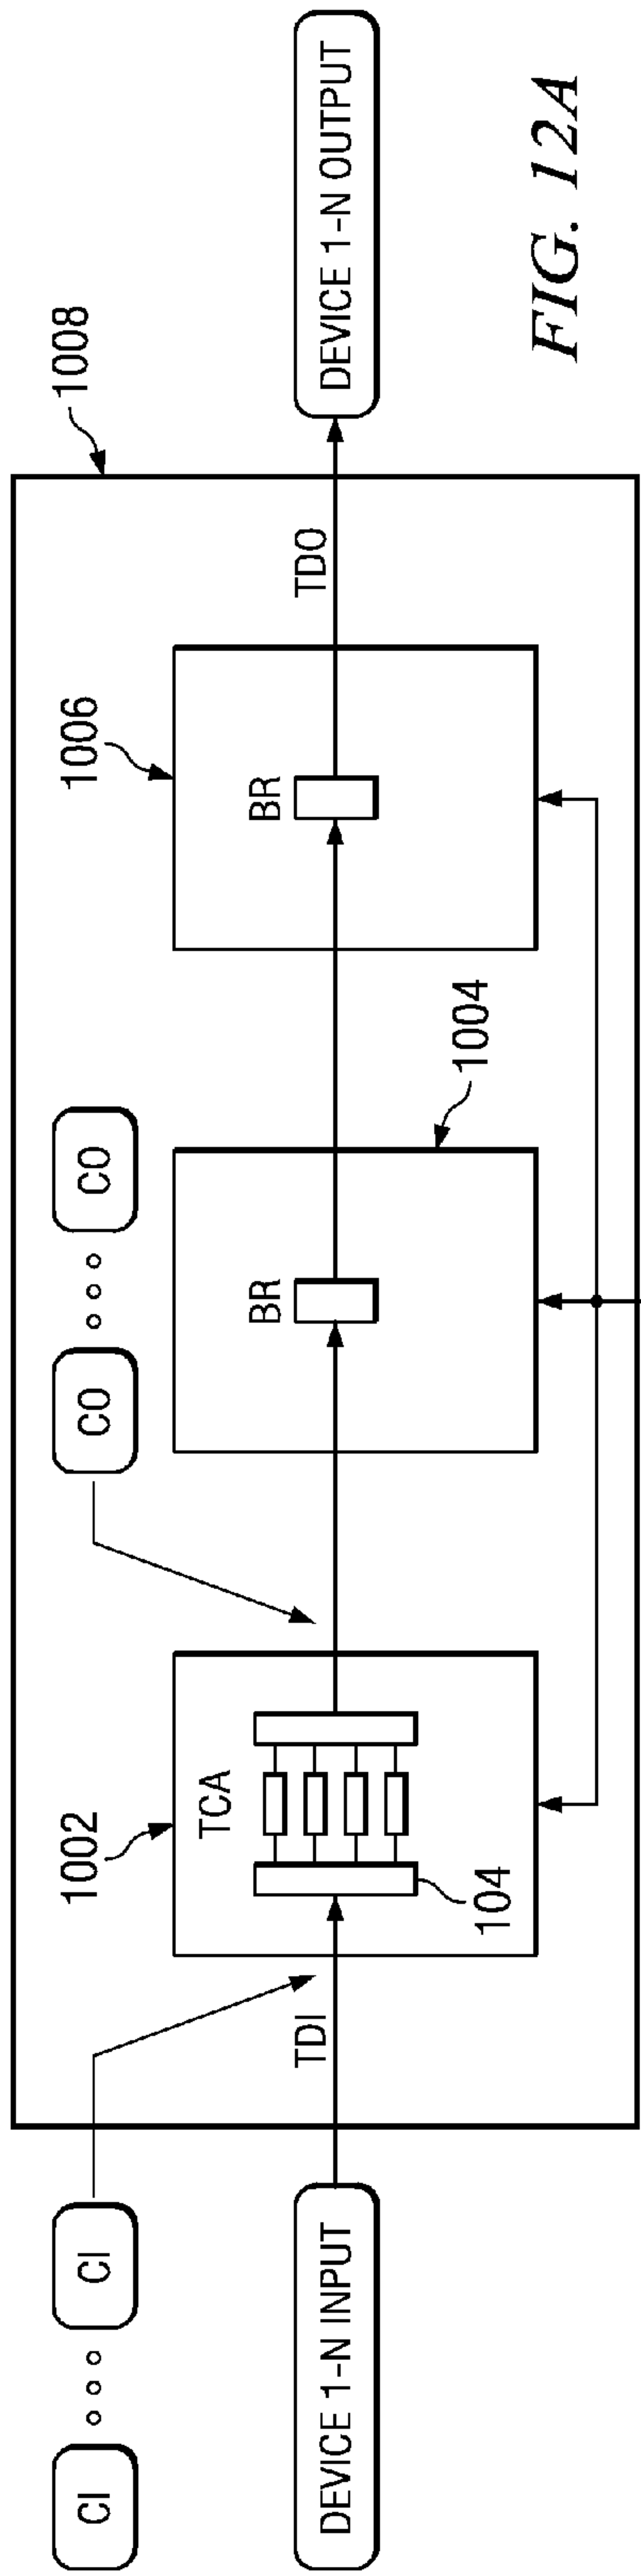 CI
CI
DEVICE 1-N INPUT
TDI
1002
TCA
104
CO
CO
BR
1004
1006
BR
TDO
1008
DEVICE 1-N OUTPUT
FIG. 12A